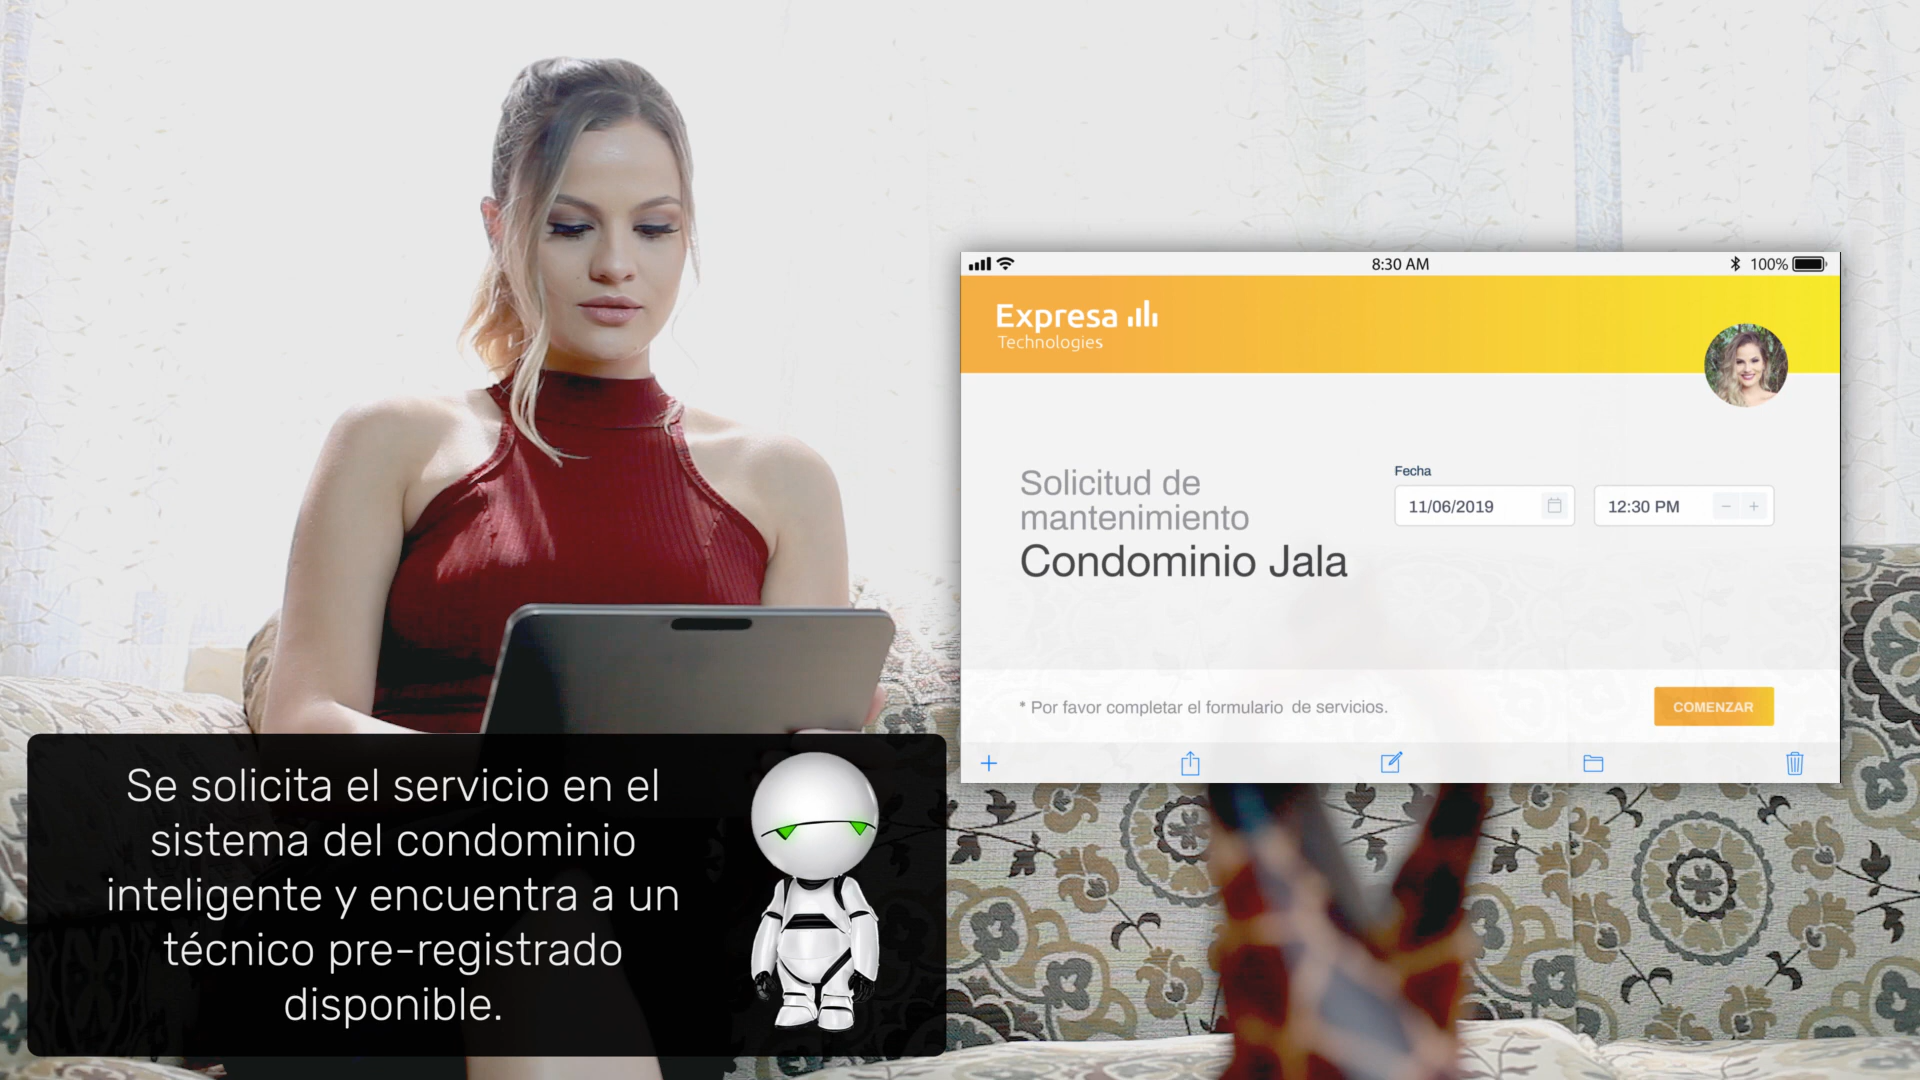 8:30 AM
100%
Expresa
Technologies
Solicitud de
mantenimiento
Condominio Jala
Fecha
11/06/2019
12:30 PM
* Por favor completar el formulario de servicios.
COMENZAR
Se solicita el servicio en el
sistema del condominio
inteligente y encuentra a un
técnico pre-registrado
disponible.